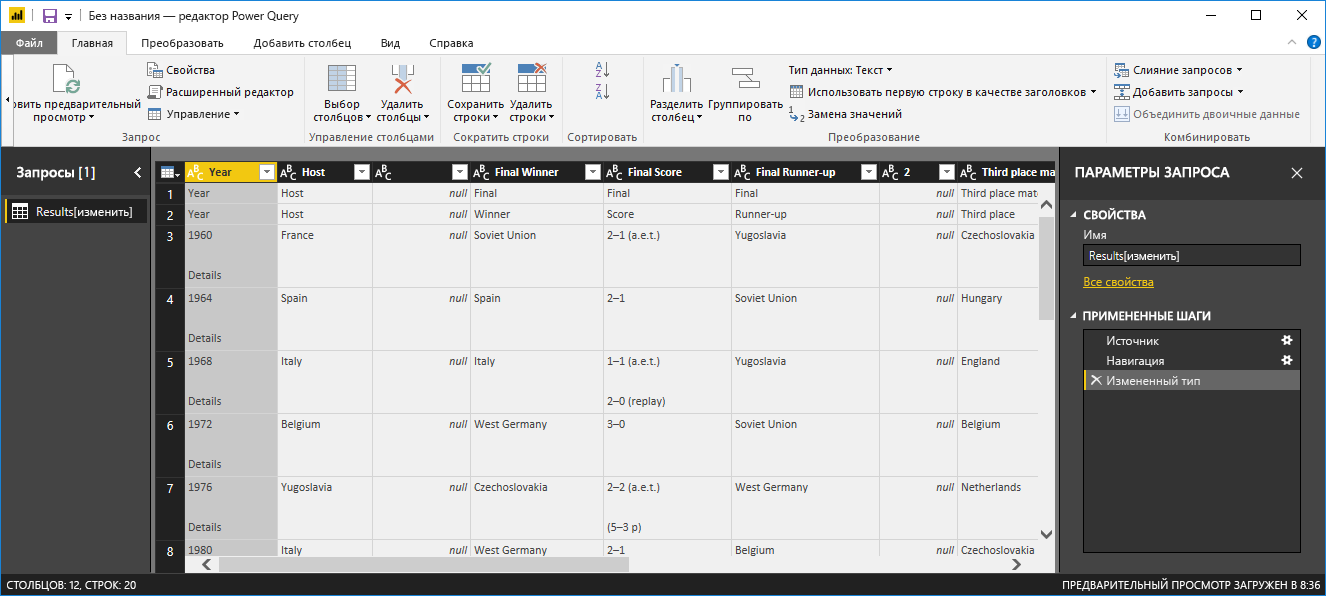 Без названия — редактор Power Query
Файл Главная Преобразовать Добавить столбец Вид Справка
овить предварительный просмотр
Свойства
Расширенный редактор
Управление
Запрос
Выбор столбцов
Удалить столбцы
Управление столбцами
Сохранить строки
Удалить строки
Сократить строки
Сортировать
Разделить столбец
Группировать по
Тип данных: Текст
Использовать первую строку в качестве заголовков
Замена значений
Преобразование
Слияние запросов
Добавить запросы
Объединить двоичные данные
Комбинировать
Запросы [1]
Results[изменить]
Year Host Final Winner Final Score Final Runner-up 2 Third place ma
1 Year Host null Final Final Final null Third place mat
2 Year Host null Winner Score Runner-up null Third place
3 1960 France null Soviet Union 2–1 (a.e.t.) Yugoslavia null Czechoslovakia
Details
4 1964 Spain null Spain 2–1 Soviet Union null Hungary
Details
5 1968 Italy null Italy 1–1 (a.e.t.) Yugoslavia null England
Details 2–0 (replay)
6 1972 Belgium null West Germany 3–0 Soviet Union null Belgium
Details
7 1976 Yugoslavia null Czechoslovakia 2–2 (a.e.t.) West Germany null Netherlands
Details (5–3 p)
8 1980 Italy null West Germany 2–1 Belgium null Czechoslovakia
ПАРАМЕТРЫ ЗАПРОСА
СВОЙСТВА
Имя
Results[изменить]
Все свойства
ПРИМЕНЕННЫЕ ШАГИ
Источник
Навигация
Измененный тип
СТОЛБЦОВ: 12, СТРОК: 20
ПРЕДВАРИТЕЛЬНЫЙ ПРОСМОТР ЗАГРУЖЕН В 8:36